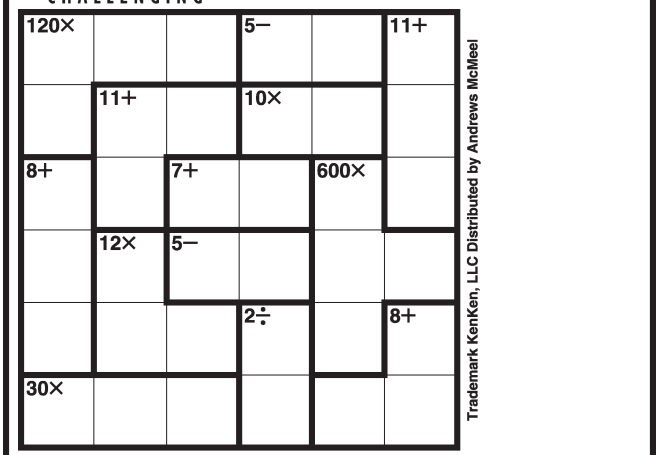 CHALLENGING
120× 5− 11+
11+ 10×
8+ 7+ 600×
12× 5−
2÷ 8+
30×
Trademark KenKen, LLC Distributed by Andrews McMeel